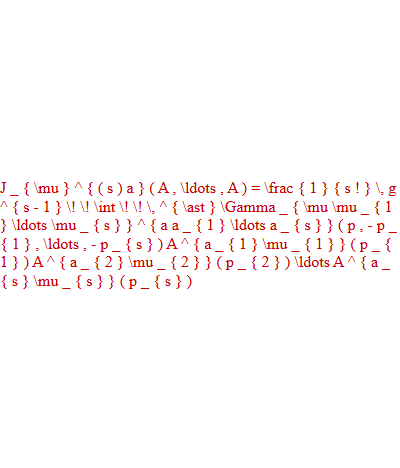 J _ { \mu } ^ { ( s ) a } ( A , \ldots , A ) = \frac { 1 } { s ! } \, g
^ { s - 1 } \! \! \int \! \! \, ^ { \ast } \Gamma _ { \mu \mu _ { 1
} \ldots \mu _ { s } } ^ { a a _ { 1 } \ldots a _ { s } } ( p , - p _
{ 1 } , \ldots , - p _ { s } ) A ^ { a _ { 1 } \mu _ { 1 } } ( p _ {
1 } ) A ^ { a _ { 2 } \mu _ { 2 } } ( p _ { 2 } ) \ldots A ^ { a _
{ s } \mu _ { s } } ( p _ { s } )